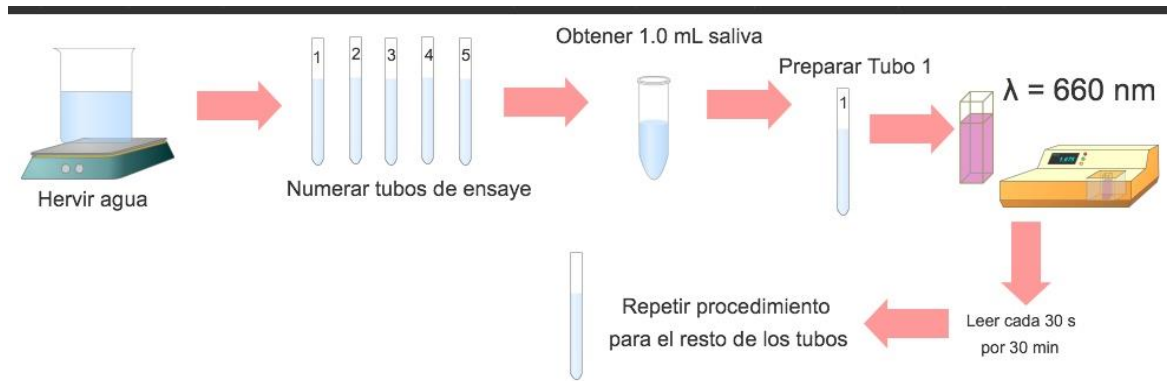 Hervir agua
1
2
3
4
5
Numerar tubos de ensaye
Obtener 1.0 mL saliva
Preparar Tubo 1
1
λ = 660 nm
Leer cada 30 s
por 30 min
Repetir procedimiento
para el resto de los tubos